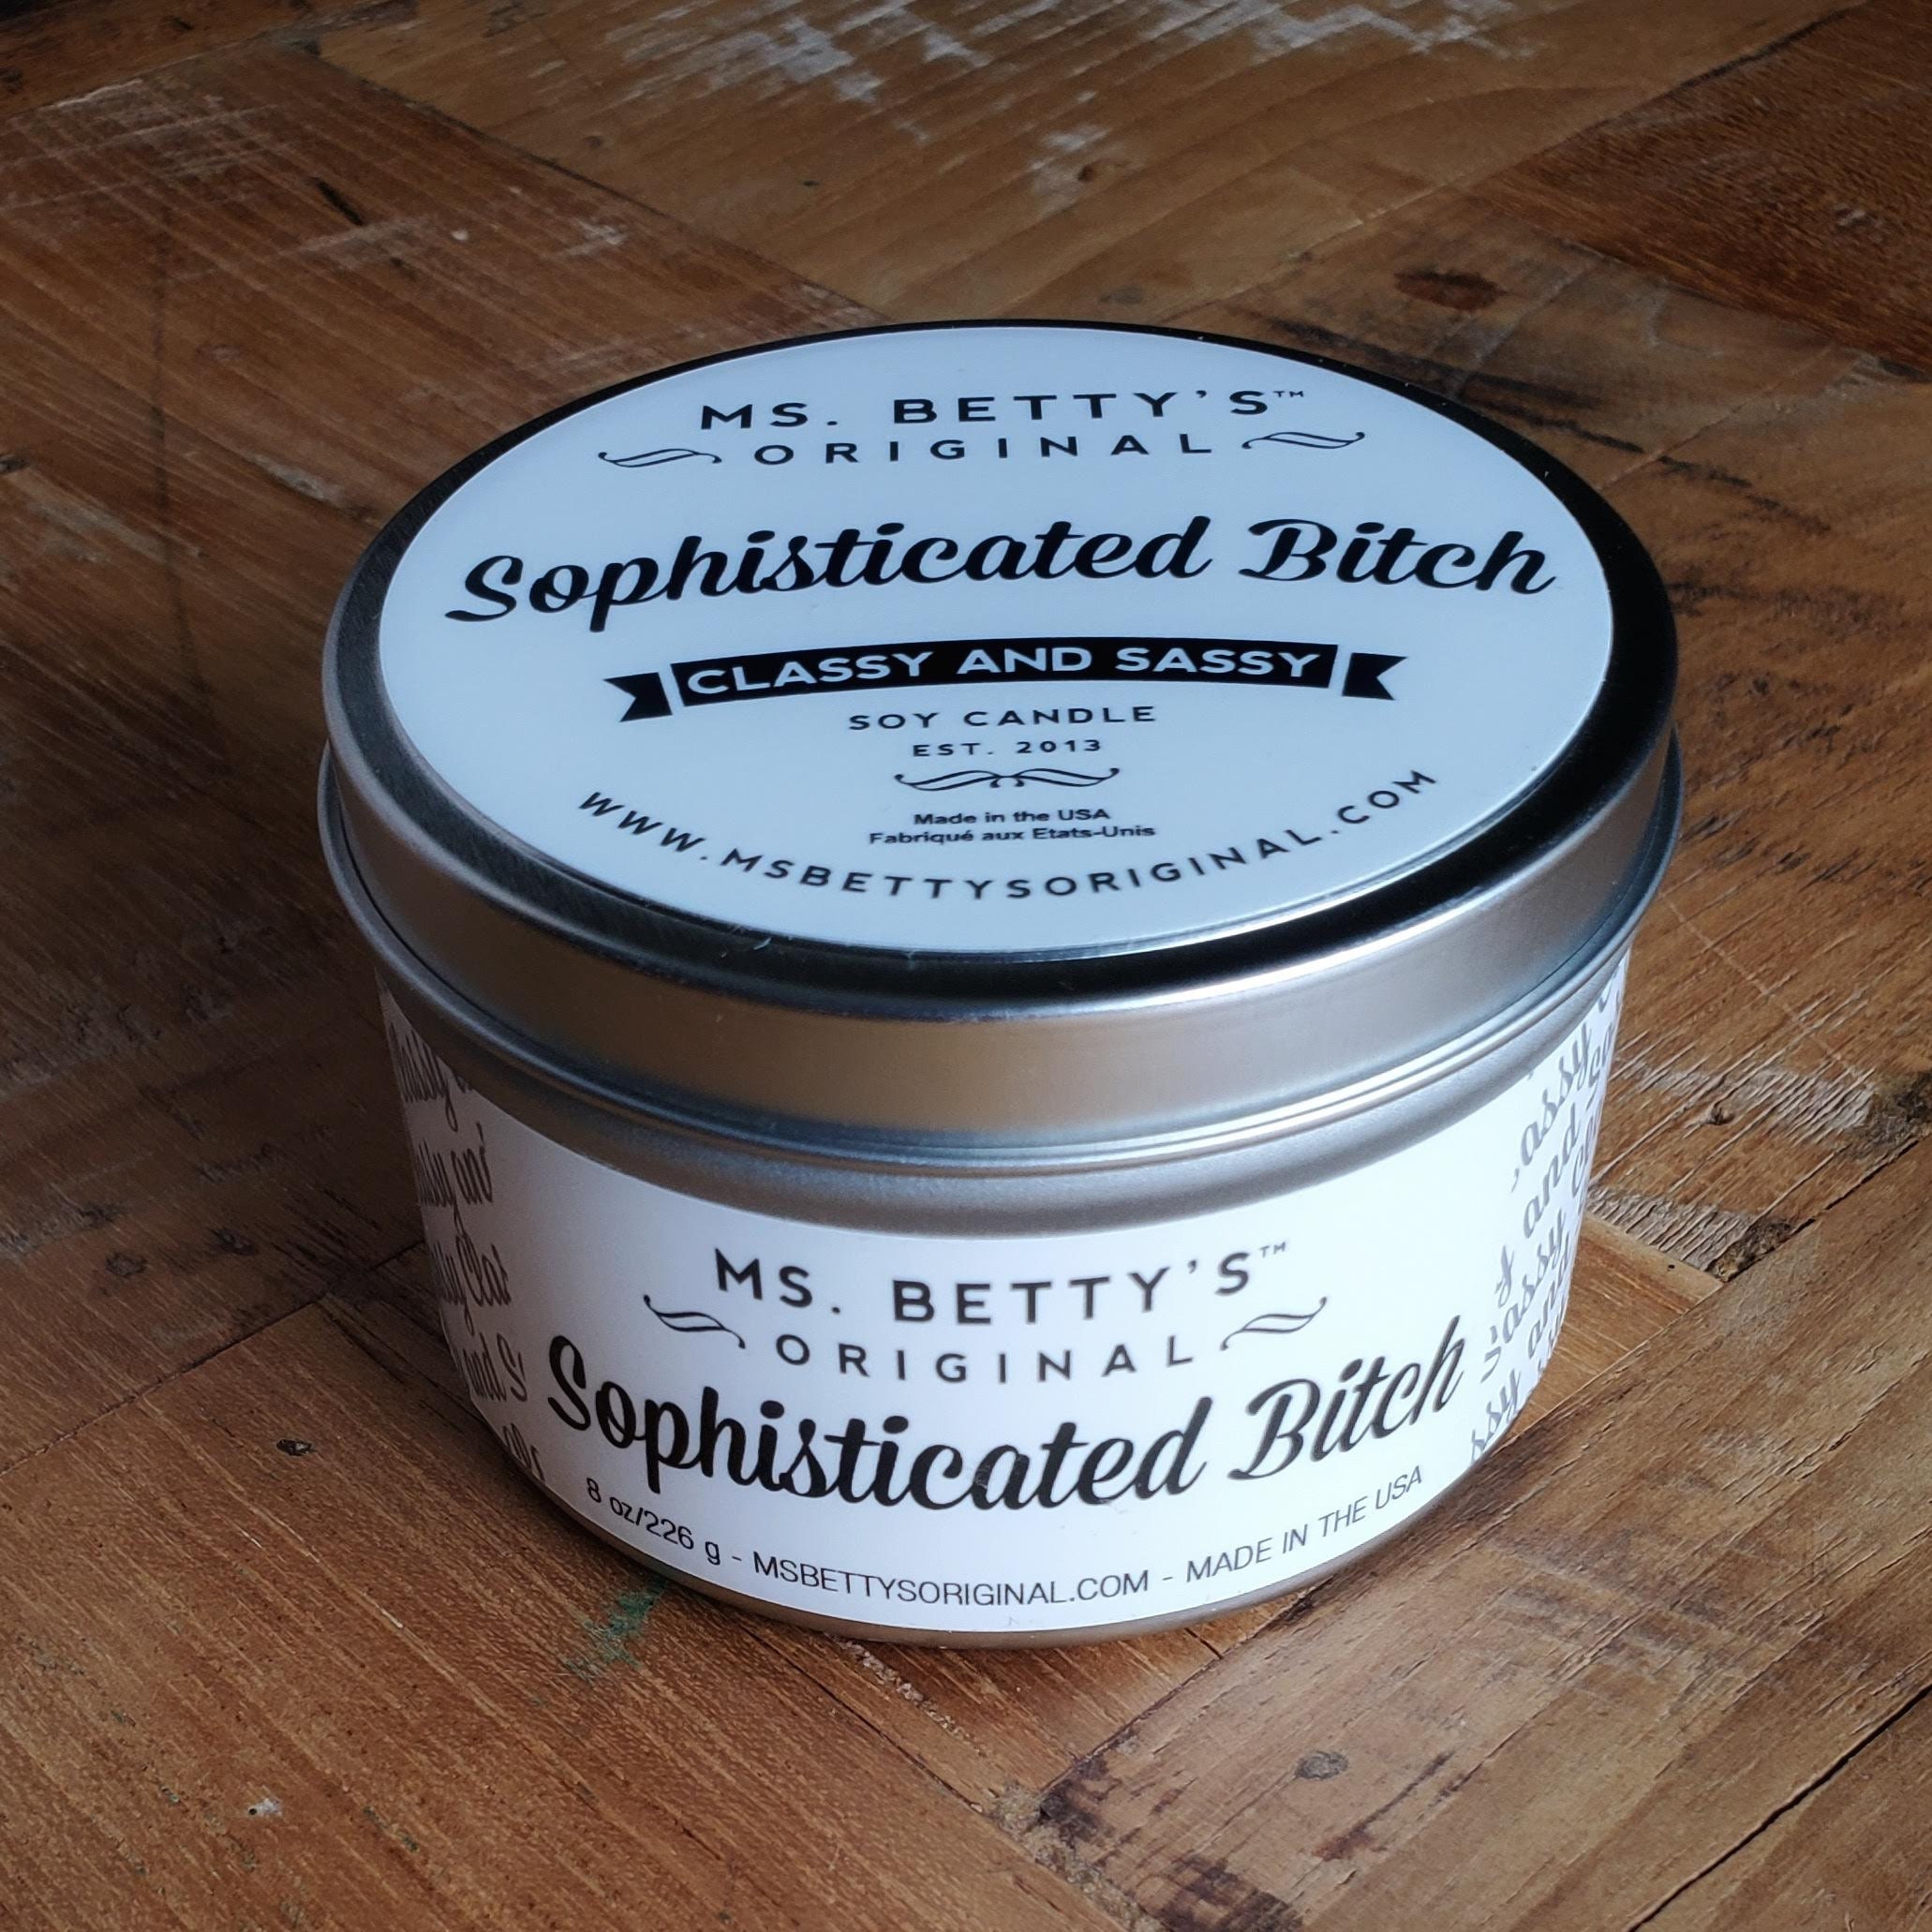 MS. BETTY'S™
ORIGINAL
Sophisticated Bitch
CLASSY AND SASSY
SOY CANDLE
EST. 2013
Made in the USA
Fabriqué aux Etats-Unis
WWW.MSBETTYSORIGINAL.COM
MS. BETTY'S™
ORIGINAL
Sophisticated Bitch
8 oz/226 g - MSBETTYSORIGINAL.COM - MADE IN THE USA